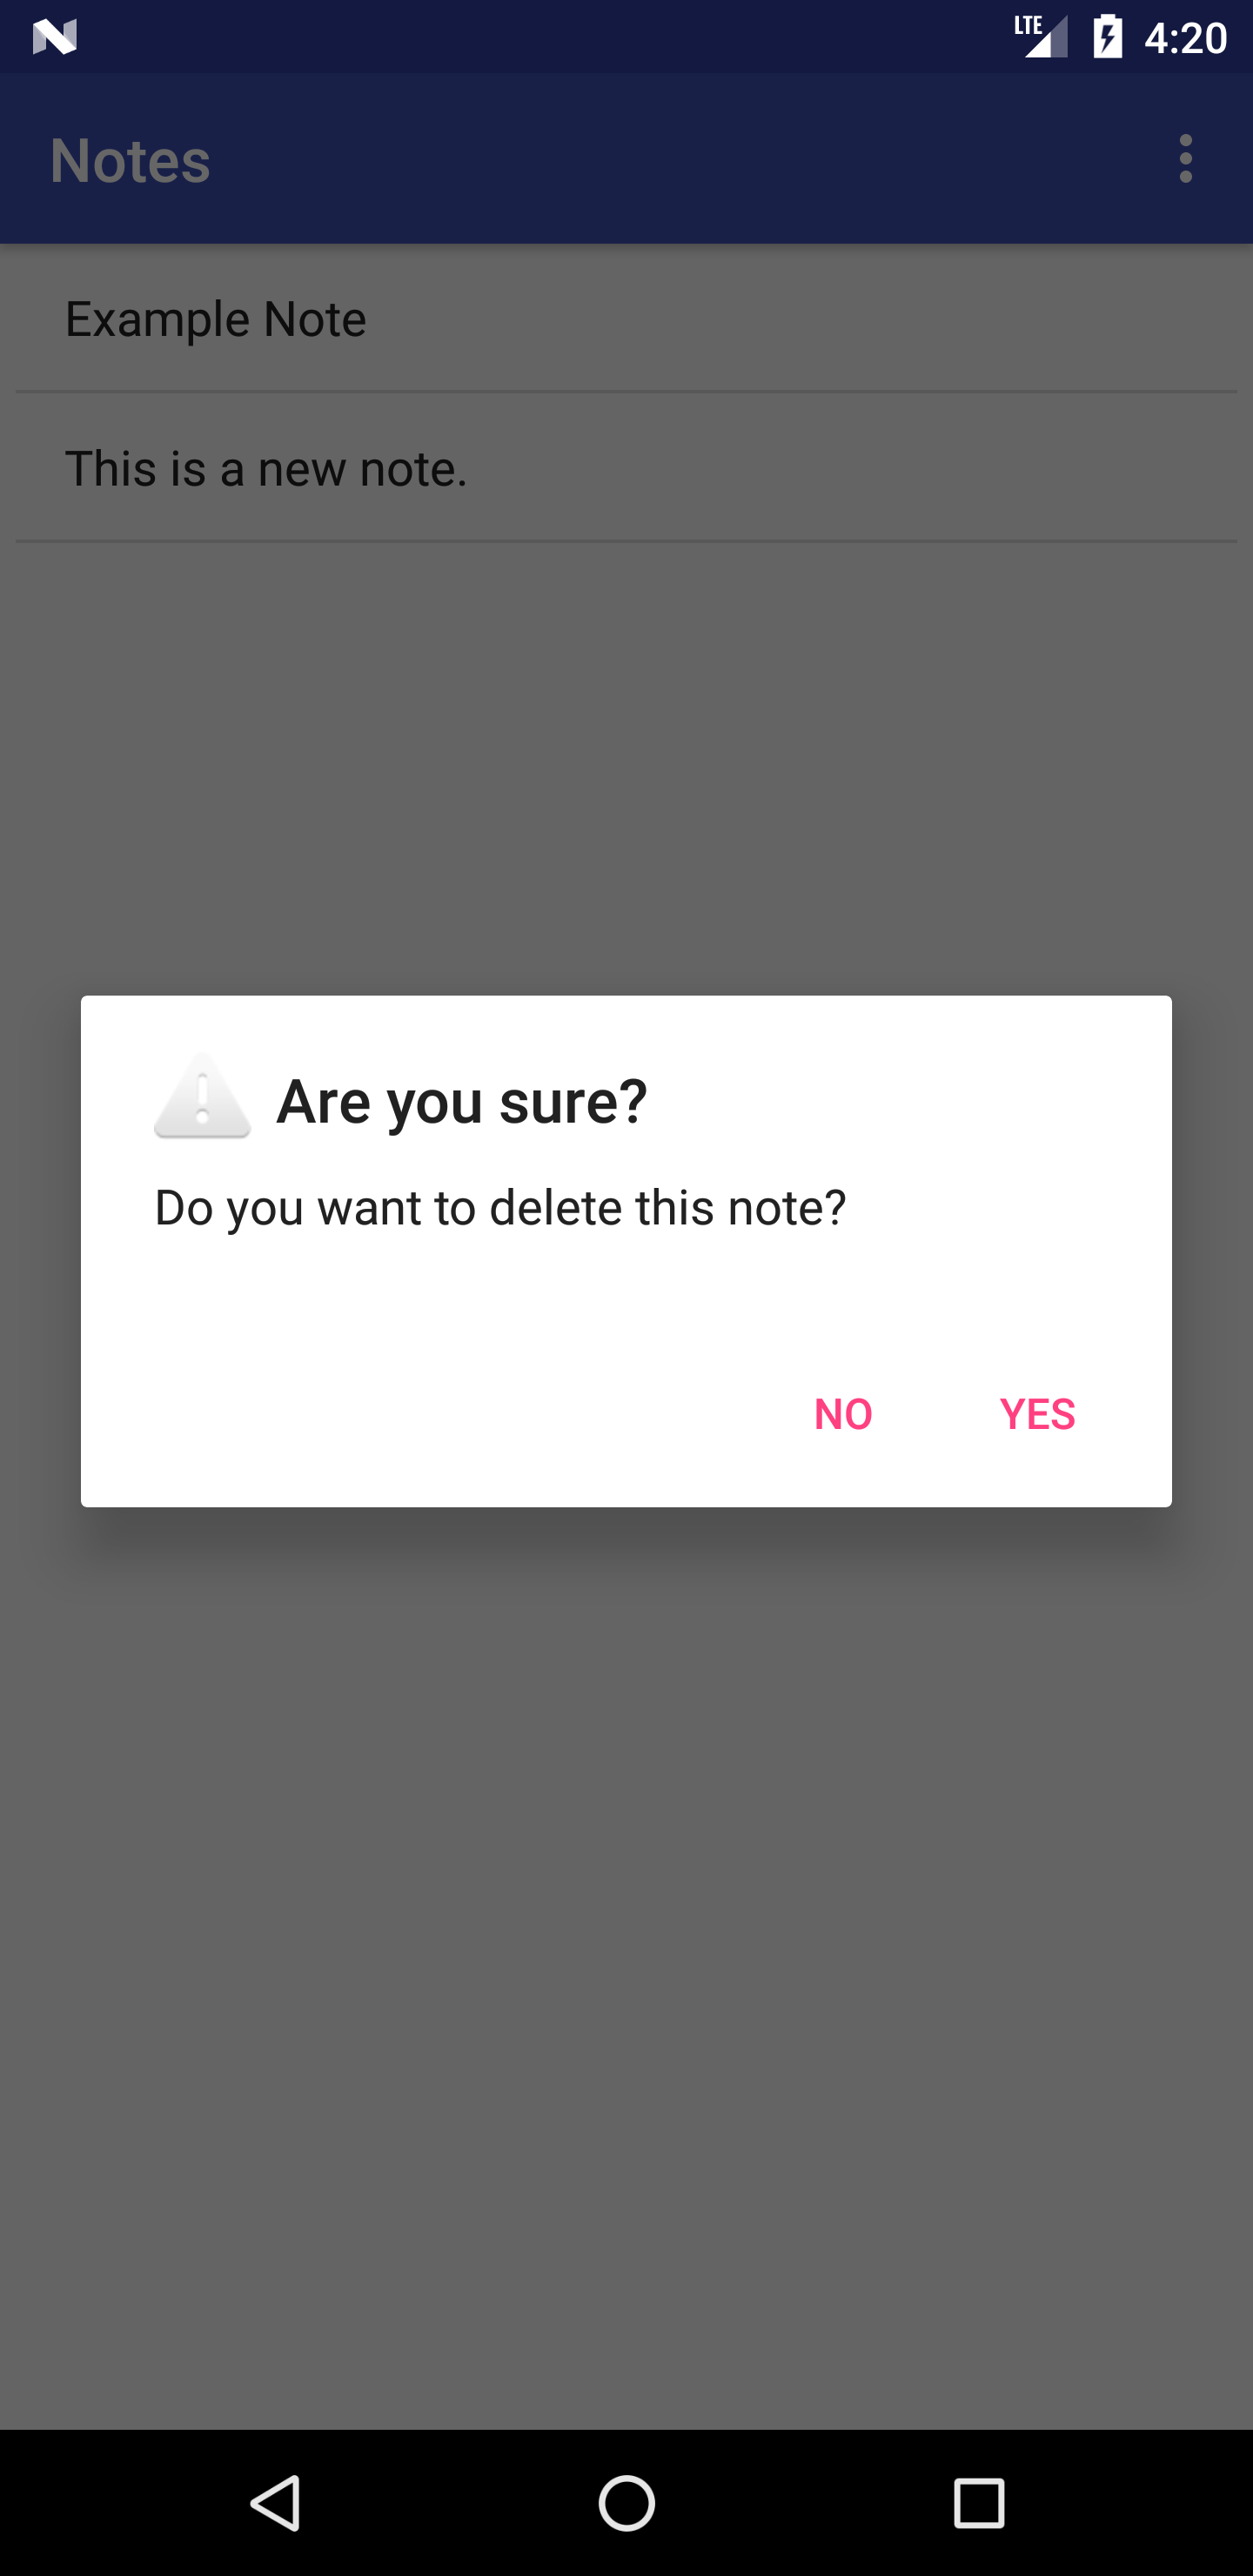 LTE 4:20
Notes
Example Note
This is a new note.
Are you sure?
Do you want to delete this note?
NO YES